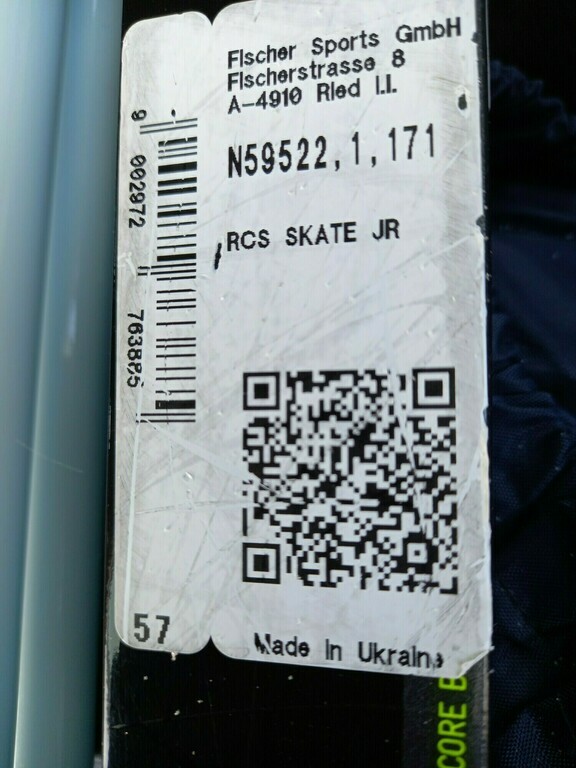 Fischer Sports GmbH
Fischerstrasse 8
A-4910 Ried I.I.
N59522,1,171
RCS SKATE JR
9 002972 763885
57
Made In Ukraine
CORE B